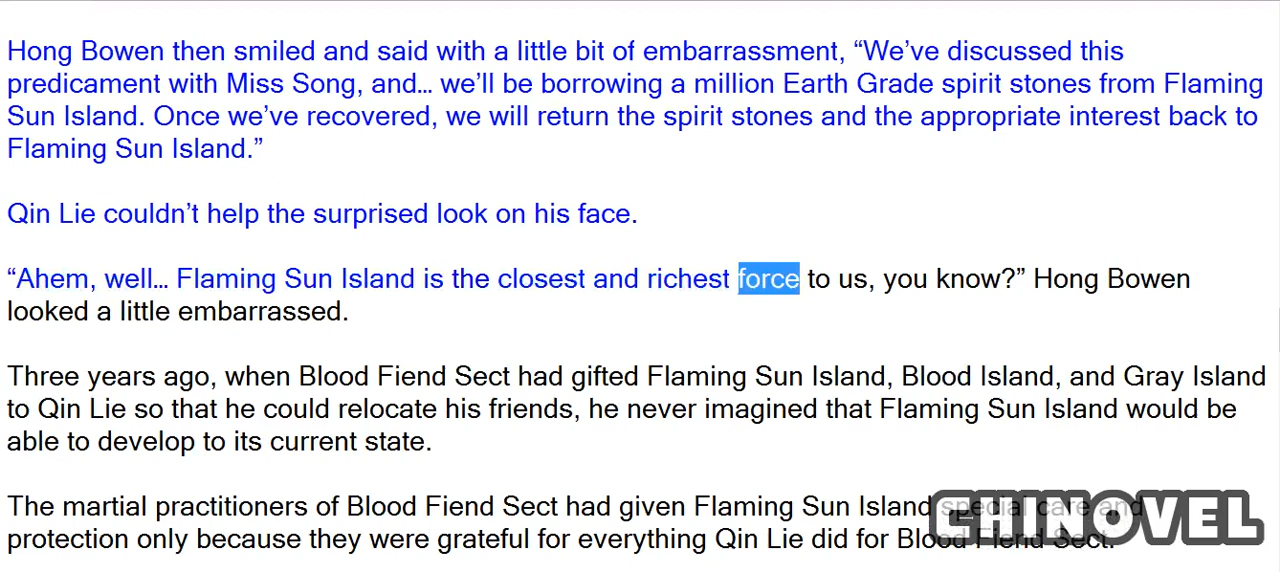 Hong Bowen then smiled and said with a little bit of embarrassment, “We’ve discussed this
predicament with Miss Song, and… we’ll be borrowing a million Earth Grade spirit stones from Flaming
Sun Island. Once we’ve recovered, we will return the spirit stones and the appropriate interest back to
Flaming Sun Island.”
Qin Lie couldn’t help the surprised look on his face.
“Ahem, well… Flaming Sun Island is the closest and richest force to us, you know?” Hong Bowen
looked a little embarrassed.
Three years ago, when Blood Fiend Sect had gifted Flaming Sun Island, Blood Island, and Gray Island
to Qin Lie so that he could relocate his friends, he never imagined that Flaming Sun Island would be
able to develop to its current state.
The martial practitioners of Blood Fiend Sect had given Flaming Sun Island special care and
protection only because they were grateful for everything Qin Lie did for Blood Fiend Sect.
CHINOVEL